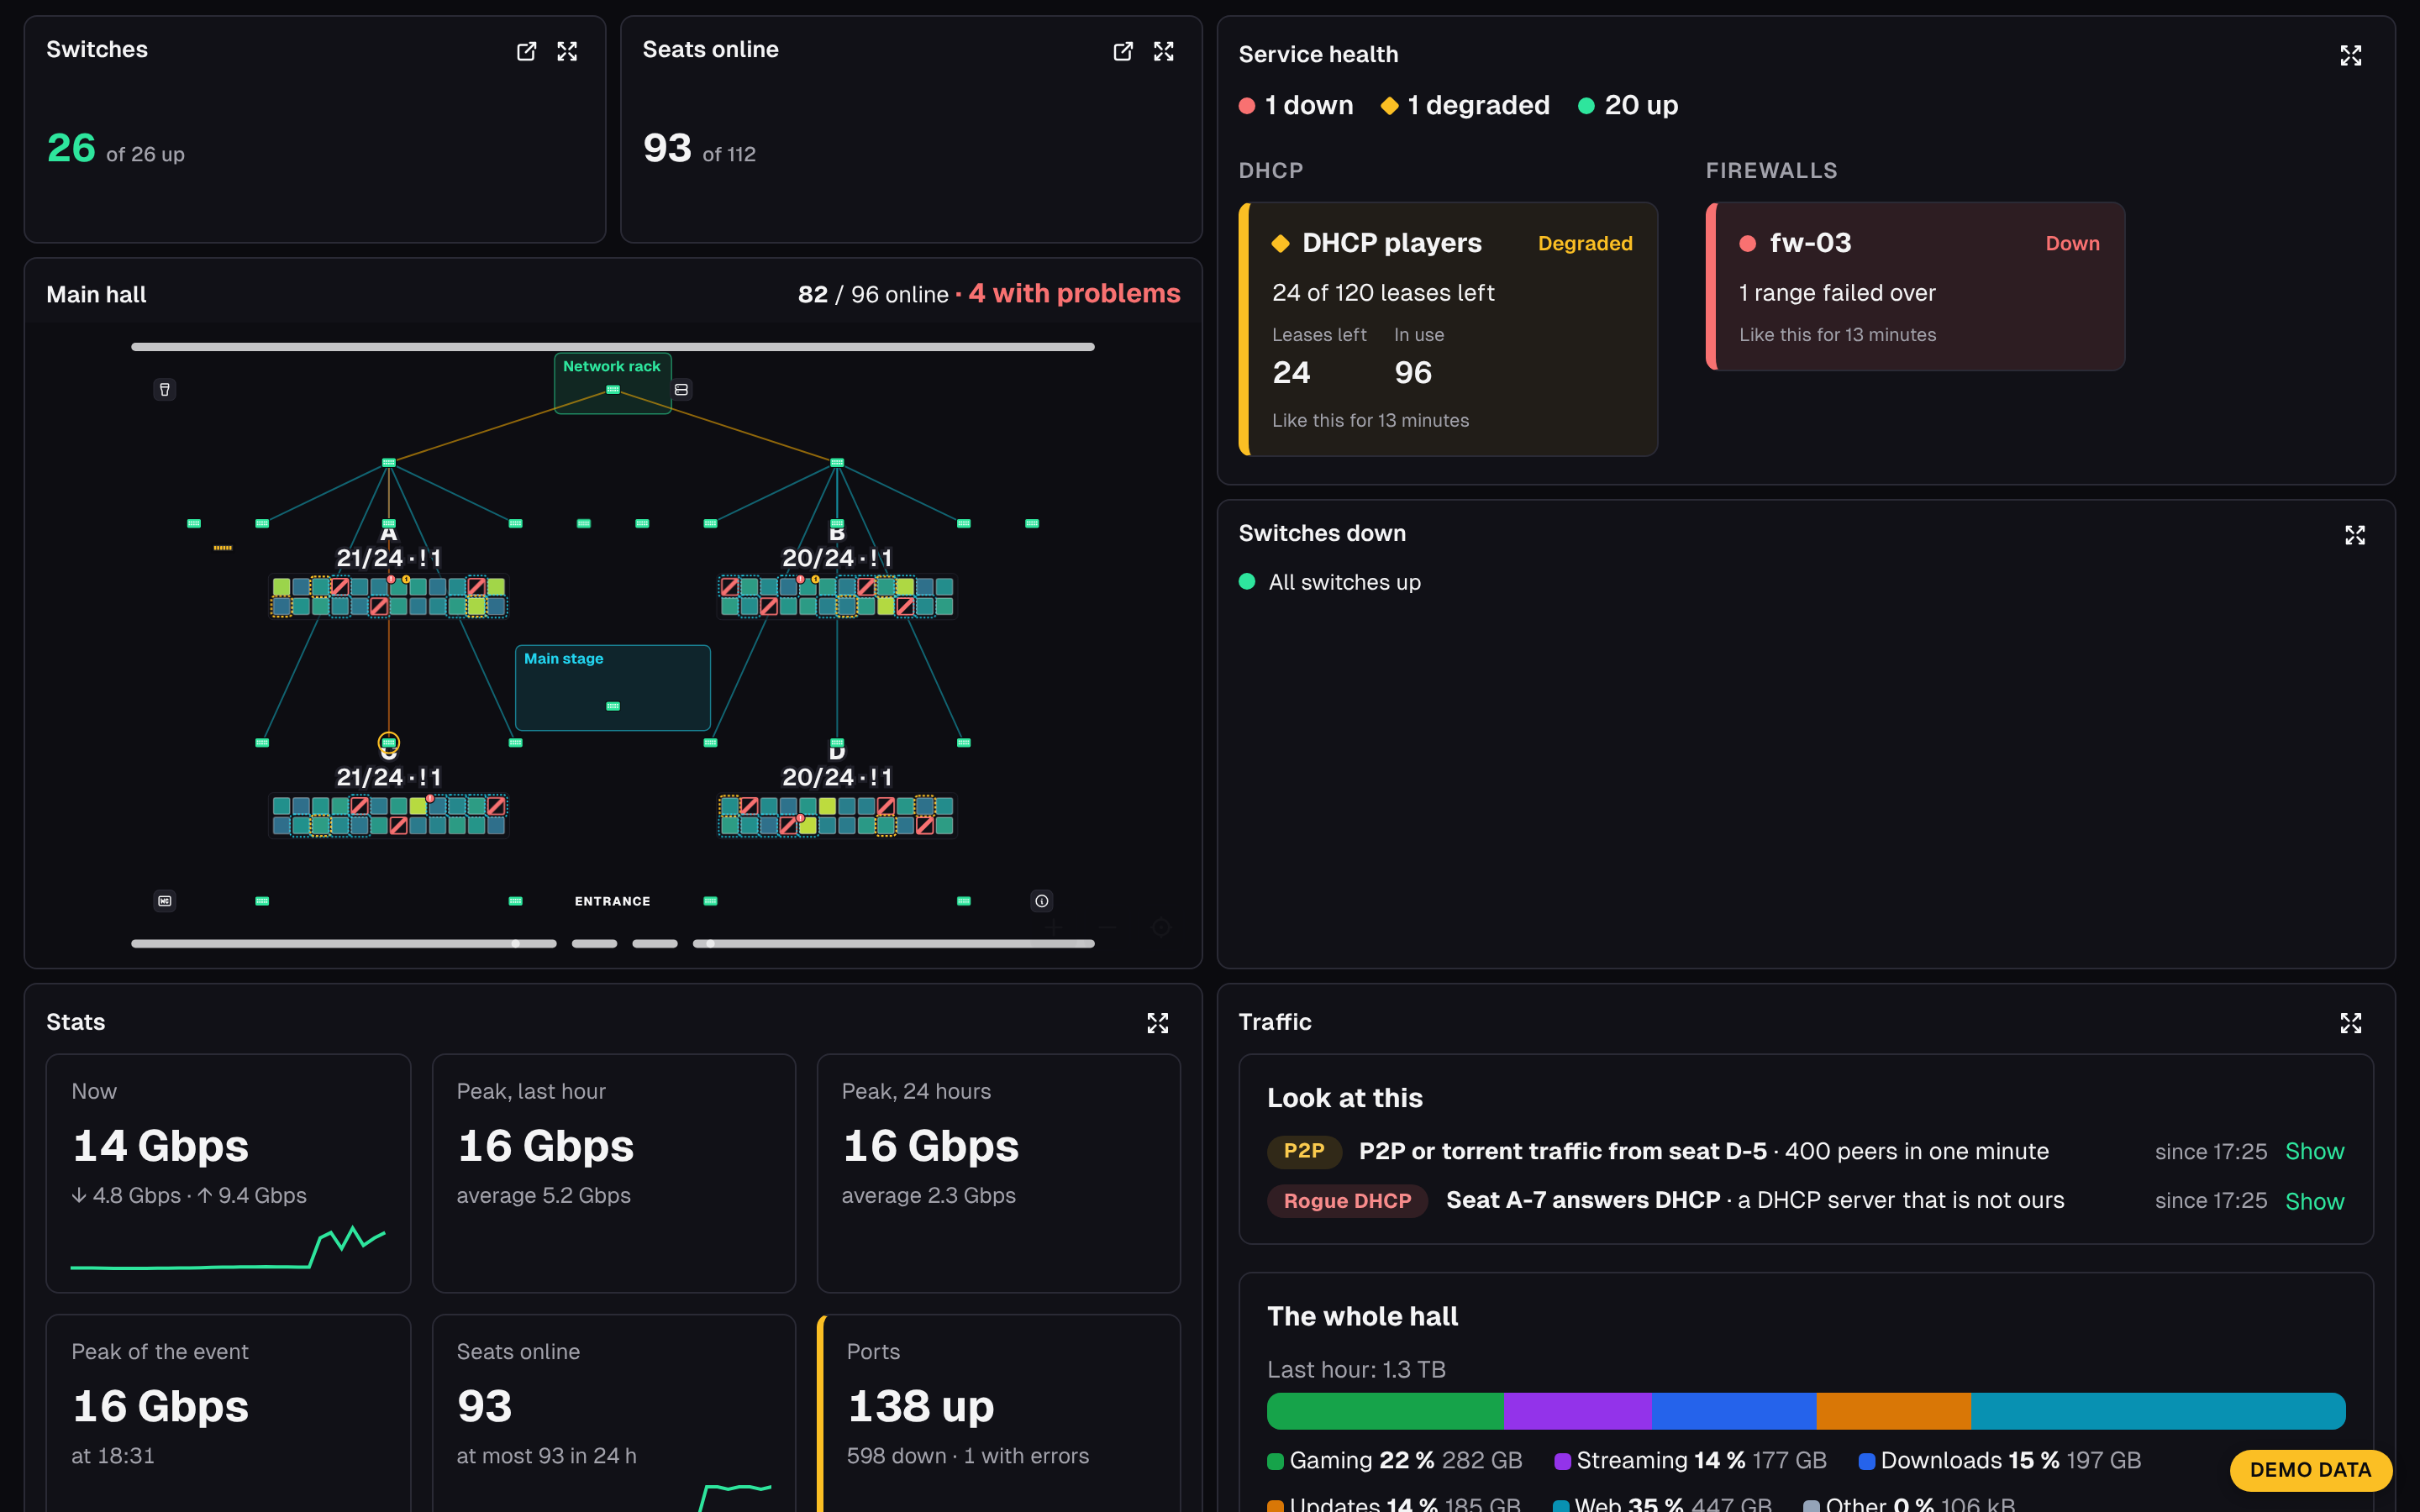 Switches
26 of 26 up
Seats online
93 of 112
Service health
1 down 1 degraded 20 up
DHCP
FIREWALLS
DHCP players Degraded
24 of 120 leases left
Leases left In use
24 96
Like this for 13 minutes
fw-03 Down
1 range failed over
Like this for 13 minutes
Main hall
82 / 96 online · 4 with problems
Network rack
A
21/24 · ! 1
B
20/24 · ! 1
Main stage
21/24 · ! 1
D
20/24 · ! 1
WC
ENTRANCE
Switches down
All switches up
Stats
Now
14 Gbps
↓ 4.8 Gbps · ↑ 9.4 Gbps
Peak, last hour
16 Gbps
average 5.2 Gbps
Peak, 24 hours
16 Gbps
average 2.3 Gbps
Peak of the event
16 Gbps
at 18:31
Seats online
93
at most 93 in 24 h
Ports
138 up
598 down · 1 with errors
Traffic
Look at this
P2P P2P or torrent traffic from seat D-5 · 400 peers in one minute since 17:25 Show
Rogue DHCP Seat A-7 answers DHCP · a DHCP server that is not ours since 17:25 Show
The whole hall
Last hour: 1.3 TB
Gaming 22 % 282 GB Streaming 14 % 177 GB Downloads 15 % 197 GB
Updates 14 % 185 GB Web 35 % 447 GB Other 0 % 106 kB
DEMO DATA